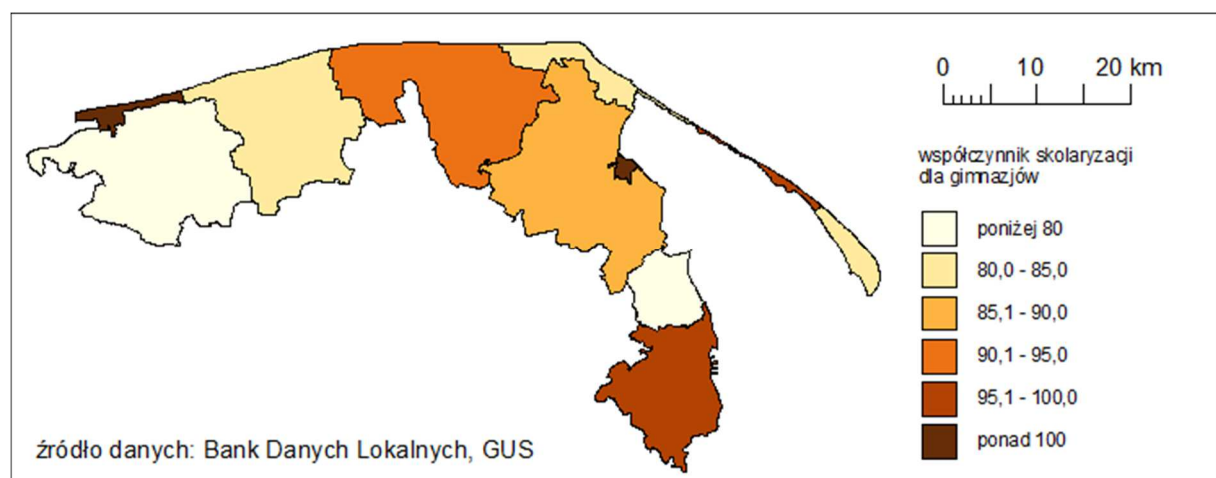 0 10 20 km
współczynnik skolaryzacji
dla gimnazjów
poniżej 80
80,0 - 85,0
85,1 - 90,0
90,1 - 95,0
95,1 - 100,0
ponad 100
źródło danych: Bank Danych Lokalnych, GUS